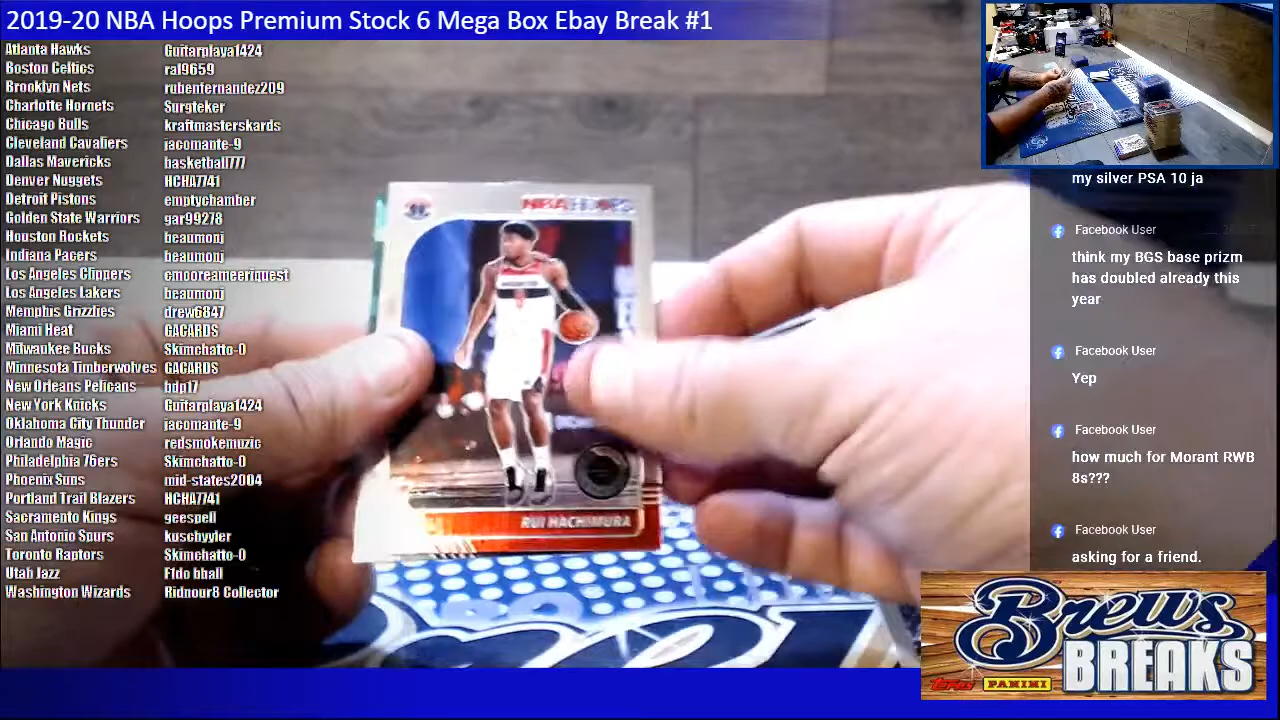 2019-20 NBA Hoops Premium Stock 6 Mega Box Ebay Break #1
Atlanta Hawks Guitarplaya1424
Boston Celtics ral9659
Brooklyn Nets rubenfernandez209
Charlotte Hornets Surgteker
Chicago Bulls kraftmasterskards
Cleveland Cavaliers jacomante-9
Dallas Mavericks basketball777
Denver Nuggets HCHA7741
Detroit Pistons emptychamber
Golden State Warriors gar99278
Houston Rockets beaumonj
Indiana Pacers beaumonj
Los Angeles Clippers cmooreameriquest
Los Angeles Lakers beaumonj
Memphis Grizzlies drew6847
Miami Heat GACARDS
Milwaukee Bucks Skimchatto-0
Minnesota Timberwolves GACARDS
New Orleans Pelicans bdp17
New York Knicks Guitarplaya1424
Oklahoma City Thunder jacomante-9
Orlando Magic redsmokemuzic
Philadelphia 76ers Skimchatto-0
Phoenix Suns mid-states2004
Portland Trail Blazers HCHA7741
Sacramento Kings geespell
San Antonio Spurs kuschyyler
Toronto Raptors Skimchatto-0
Utah Jazz F1do bhall
Washington Wizards Ridnour8 Collector
NBA HOOPS
RUI HACHIMURA
my silver PSA 10 ja
Facebook User
think my BGS base prizm
has doubled already this
year
Facebook User
Yep
Facebook User
how much for Morant RWB
8s???
Facebook User
asking for a friend.
Brews
BREAKS
Topps PANINI